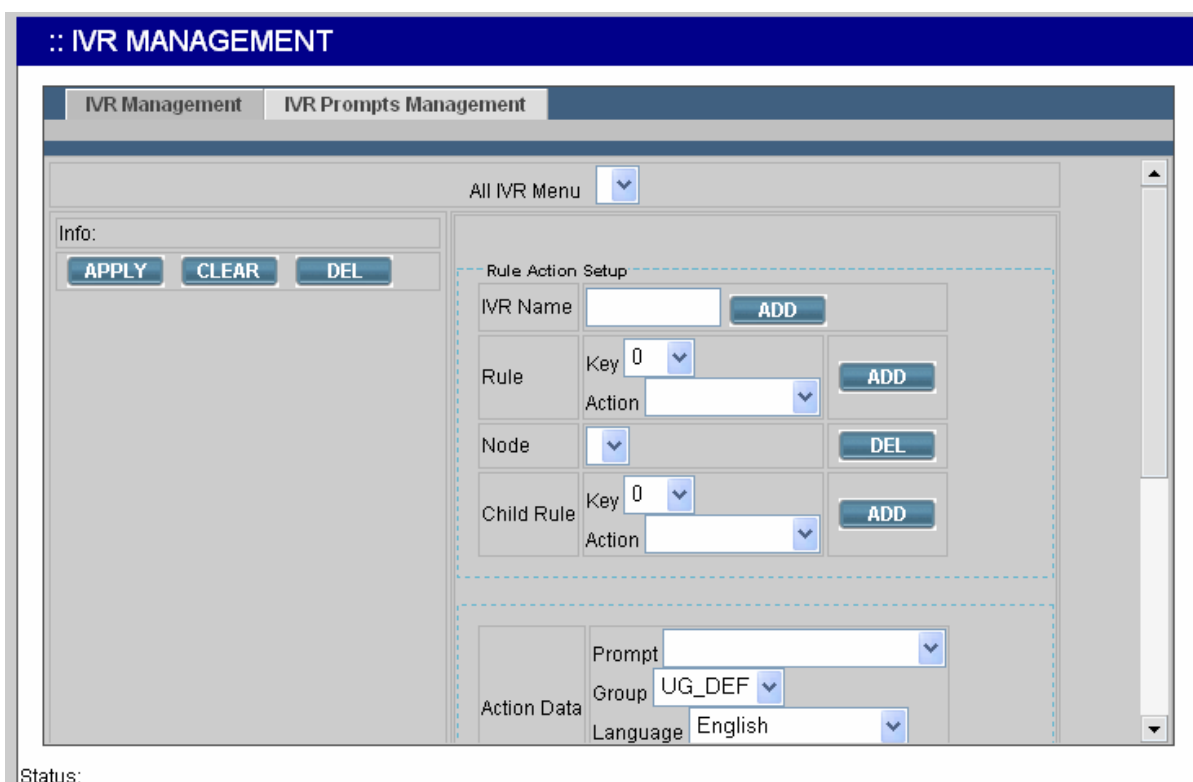 :: IVR MANAGEMENT
IVR Management IVR Prompts Management
All IVR Menu
Info:
APPLY CLEAR DEL
Rule Action Setup
IVR Name ADD
Rule Key 0 ADD
Action
Node DEL
Child Rule Key 0 ADD
Action
Prompt
Group UG_DEF
Action Data
Language English
Status: